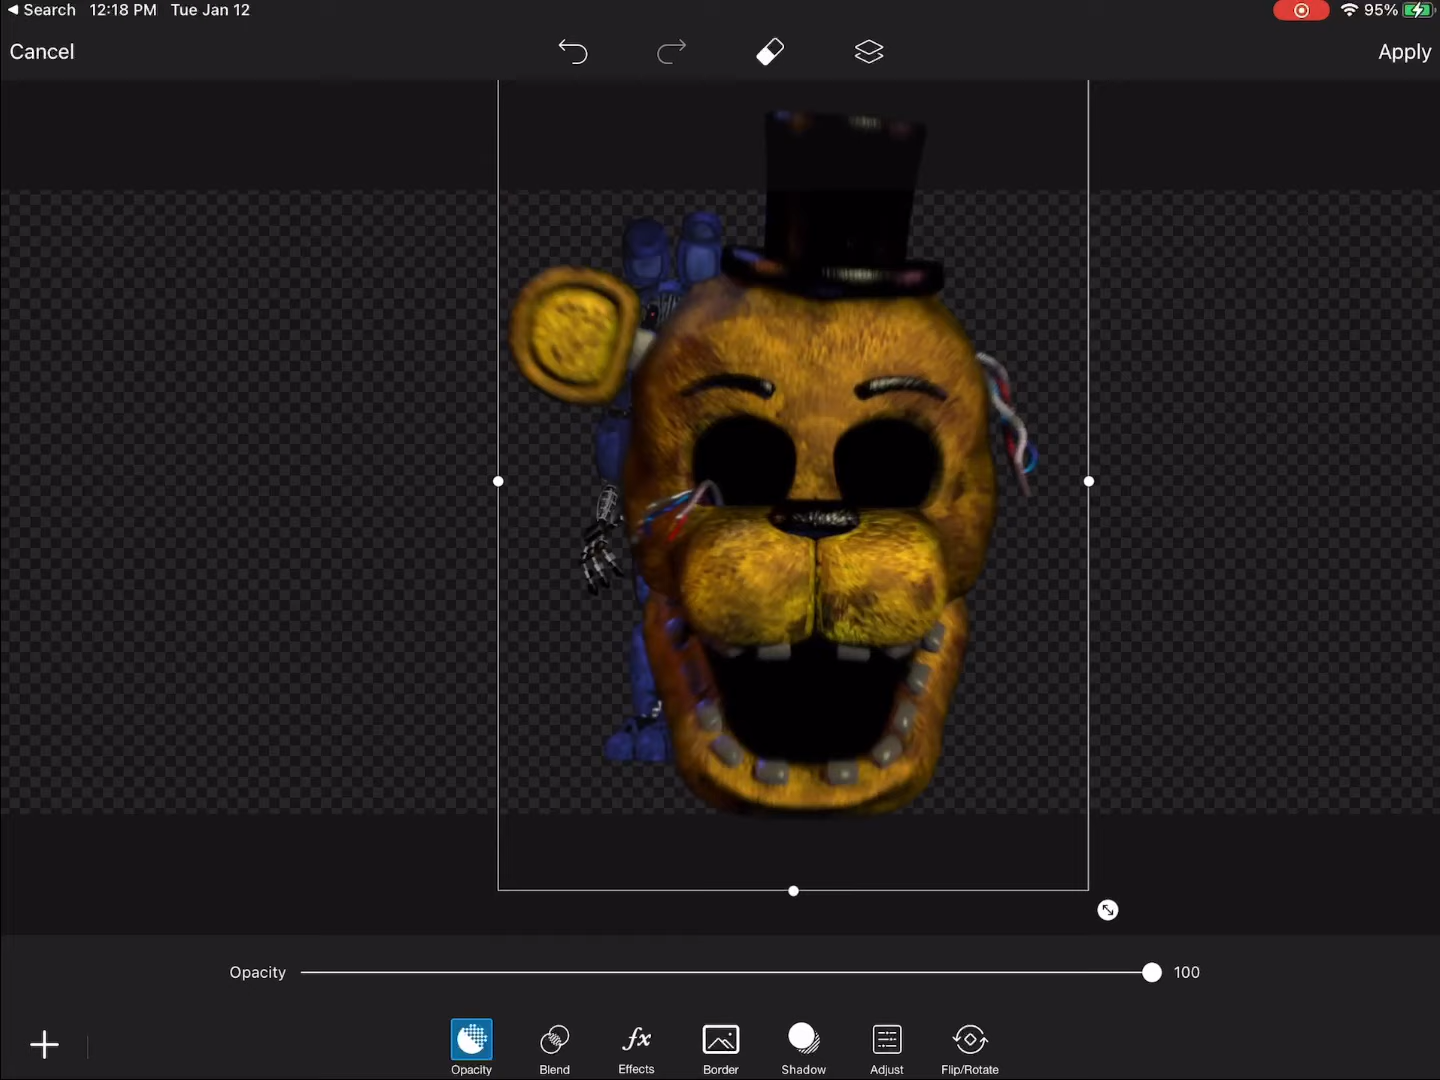 Search 12:18 PM Tue Jan 12 95%
Cancel Apply
Opacity 100
Opacity Blend fx Effects Border Shadow Adjust Flip/Rotate